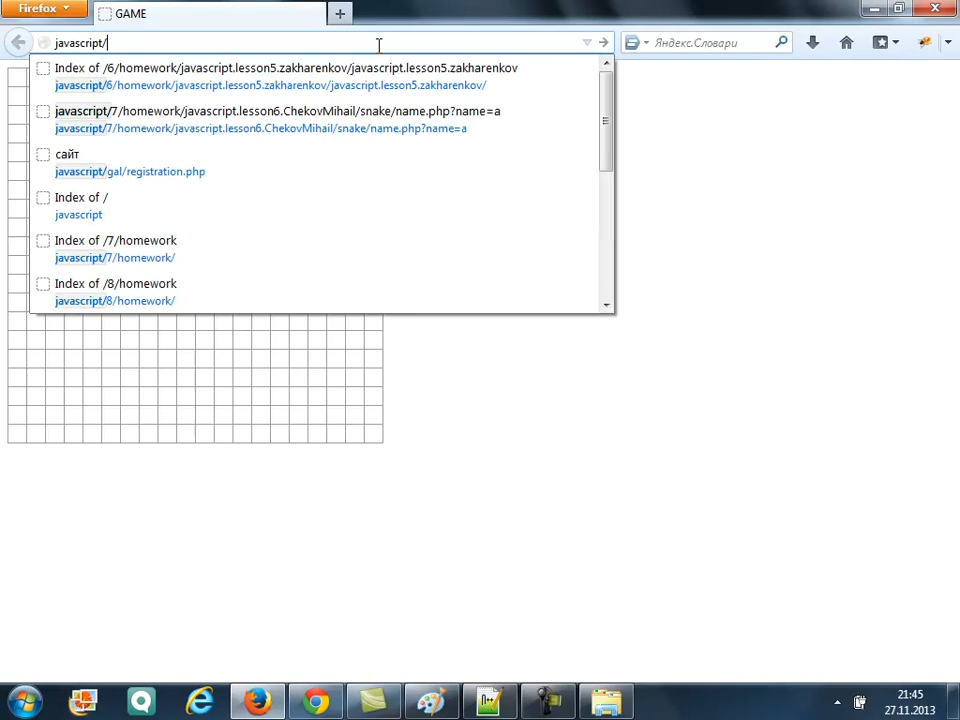 Firefox
GAME
javascript/
Яндекс.Словари
Index of /6/homework/javascript.lesson5.zakharenkov/javascript.lesson5.zakharenkov
javascript/6/homework/javascript.lesson5.zakharenkov/javascript.lesson5.zakharenkov/
javascript/7/homework/javascript.lesson6.ChekovMihail/snake/name.php?name=a
javascript/7/homework/javascript.lesson6.ChekovMihail/snake/name.php?name=a
сайт
javascript/gal/registration.php
Index of /
javascript
Index of /7/homework
javascript/7/homework/
Index of /8/homework
javascript/8/homework/
21:45
27.11.2013